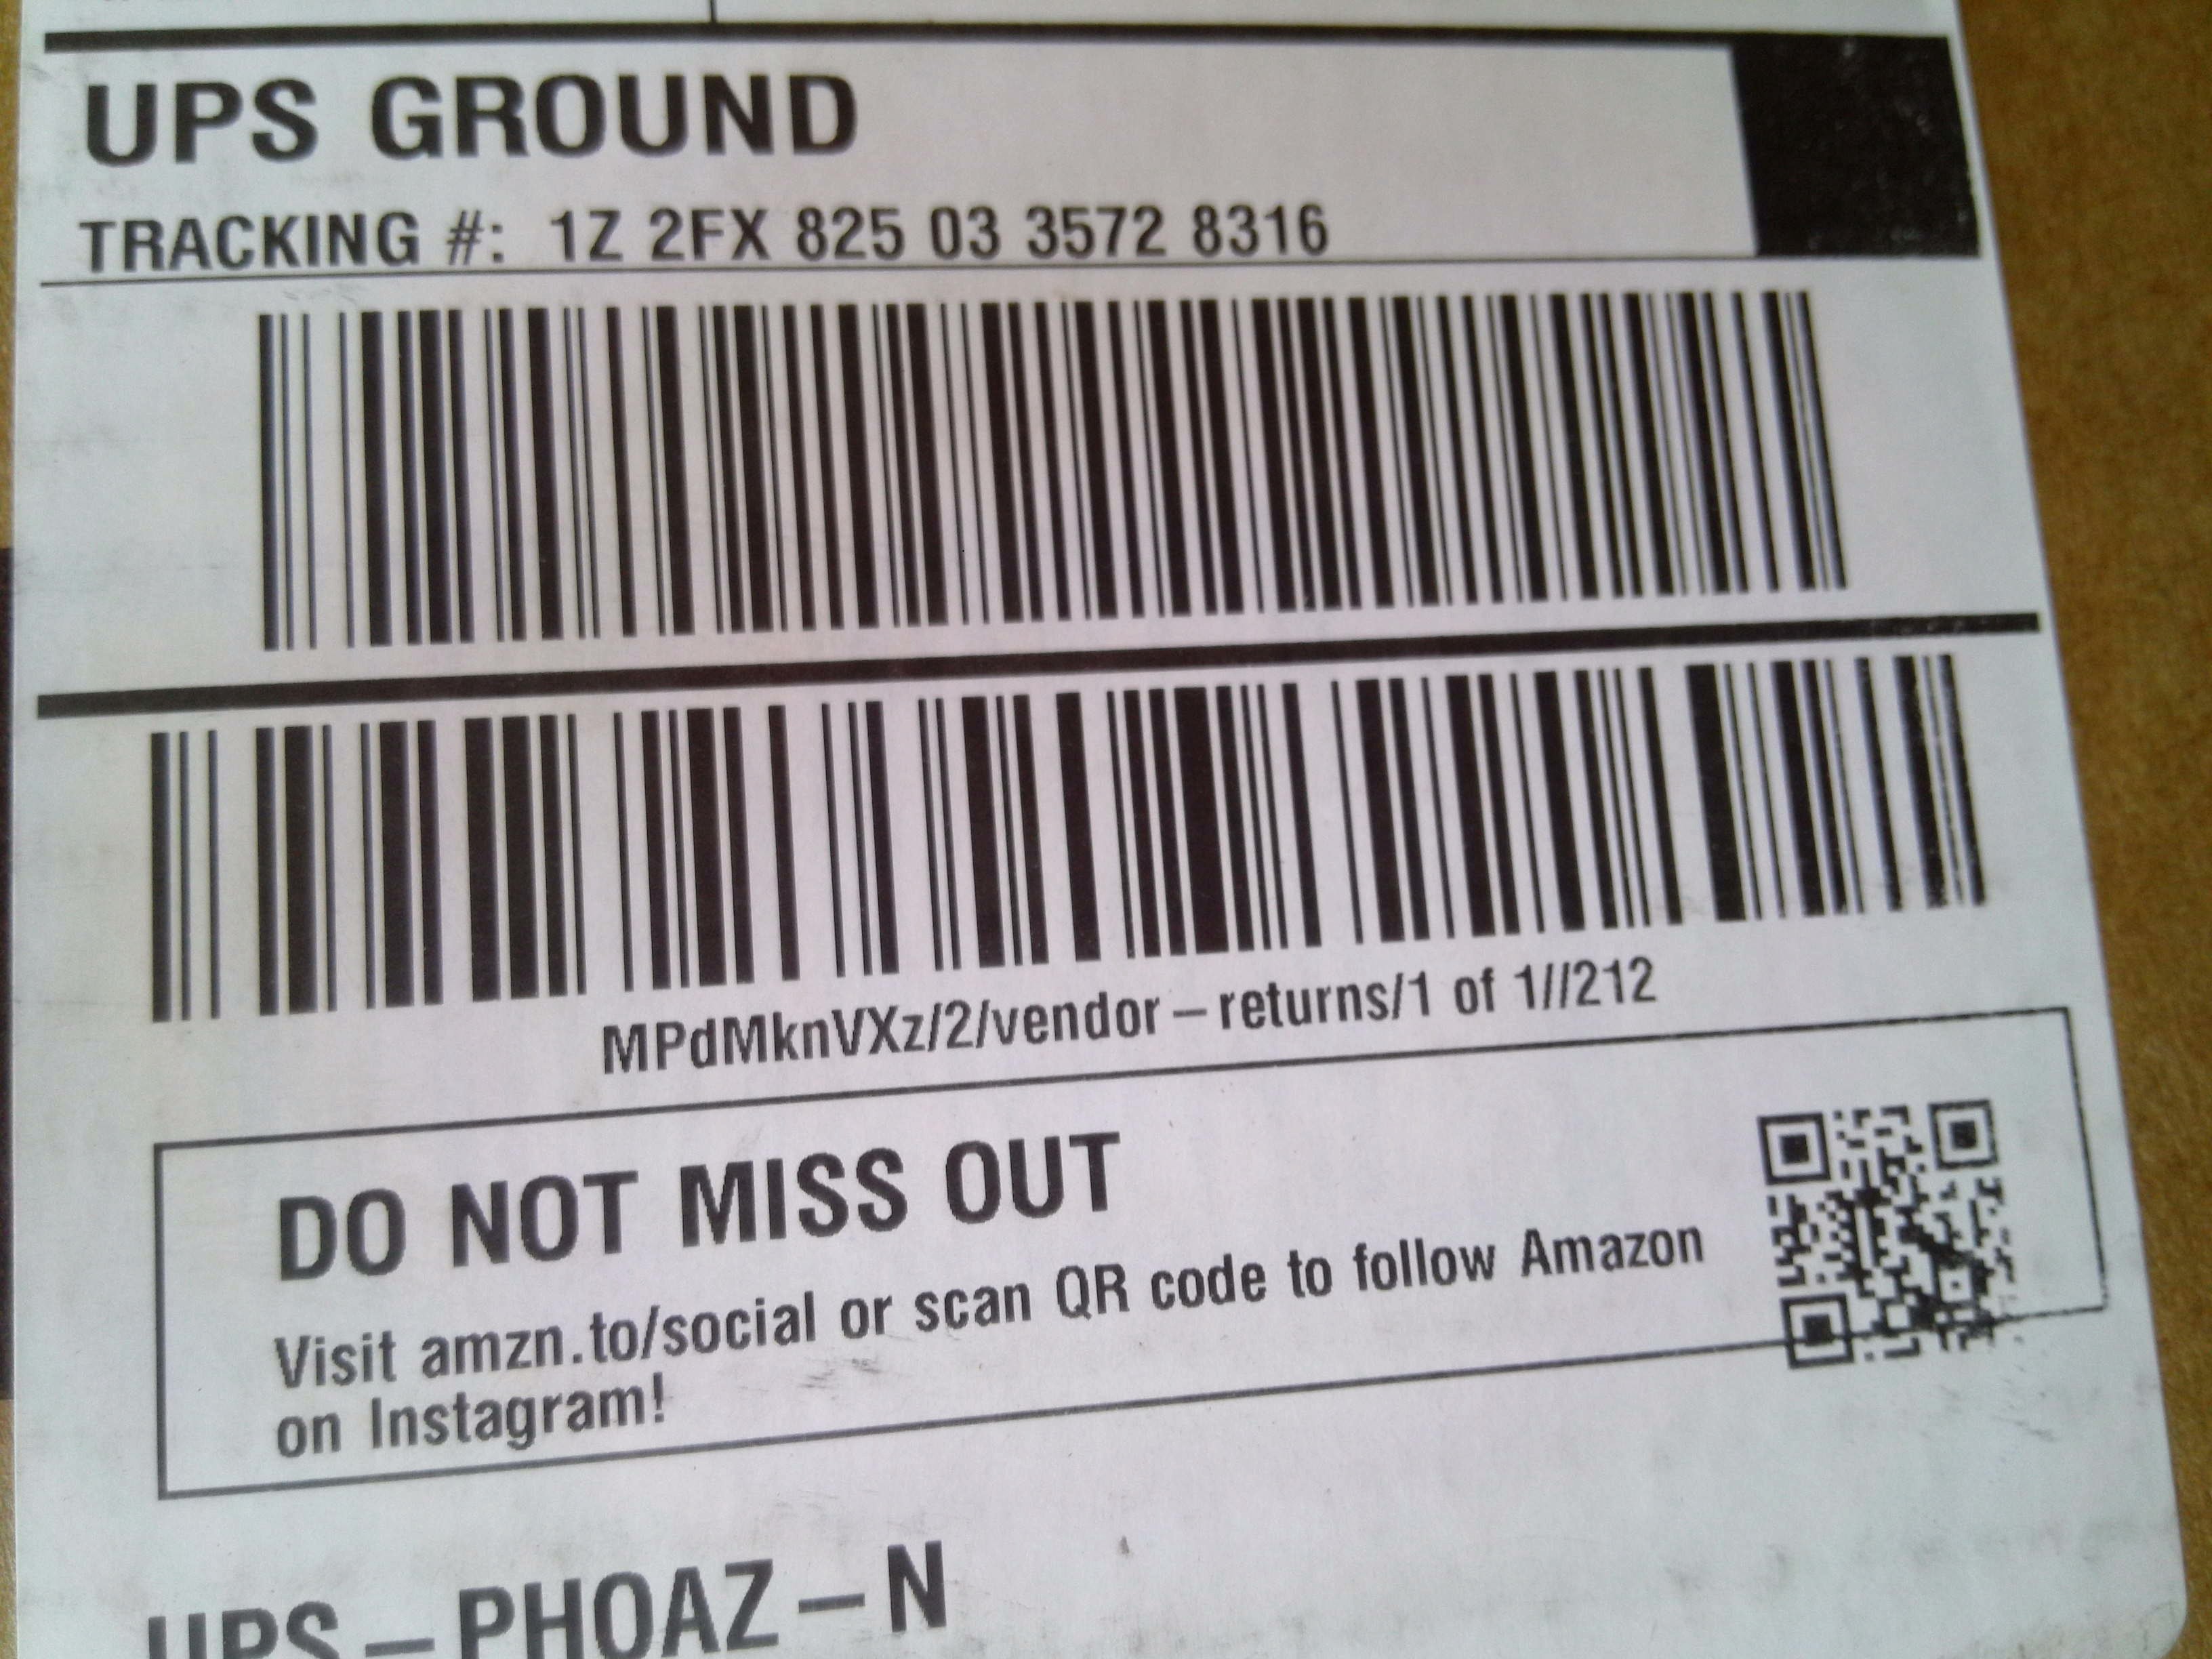 UPS GROUND
TRACKING #: 1Z 2FX 825 03 3572 8316
MPdMknVXz/2/vendor-returns/1 of 1//212
DO NOT MISS OUT
Visit amzn.to/social or scan QR code to follow Amazon
on Instagram!
UPS-PHOAZ-N